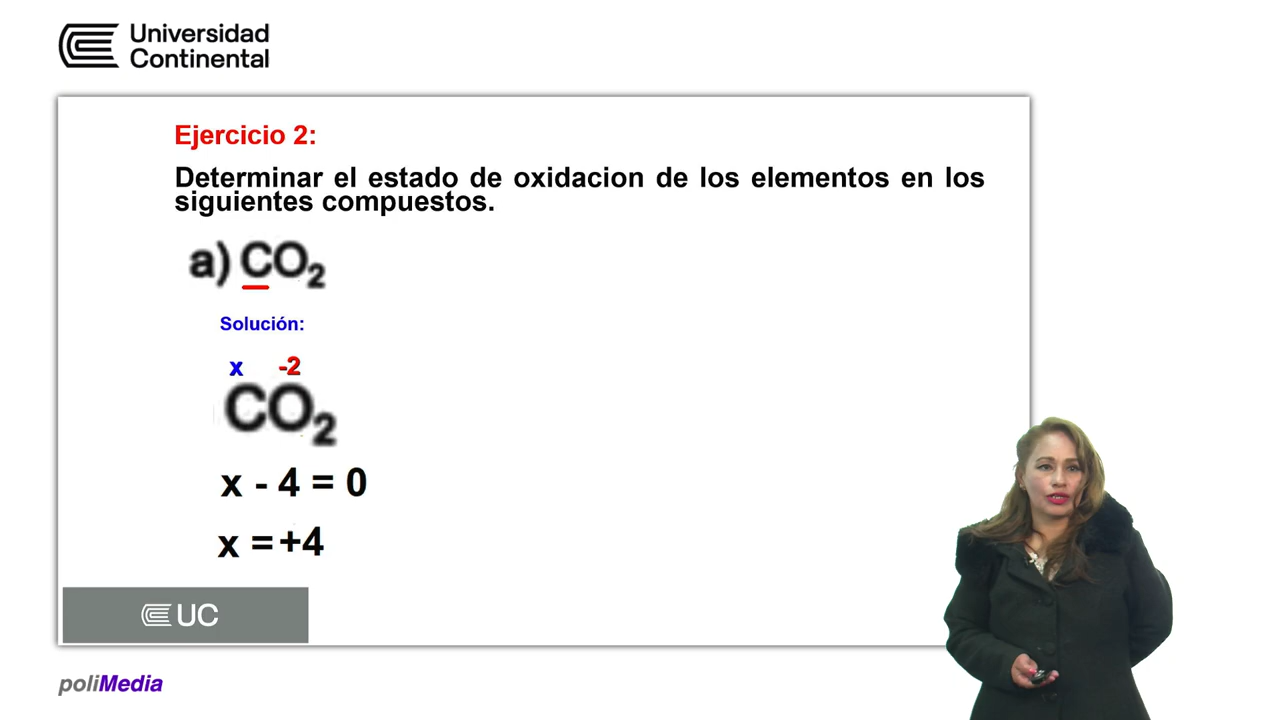 Universidad
Continental
Ejercicio 2:
Determinar el estado de oxidacion de los elementos en los
siguientes compuestos.
a) CO₂
Solución:
x -2
CO₂
x - 4 = 0
x = +4
UC
poliMedia